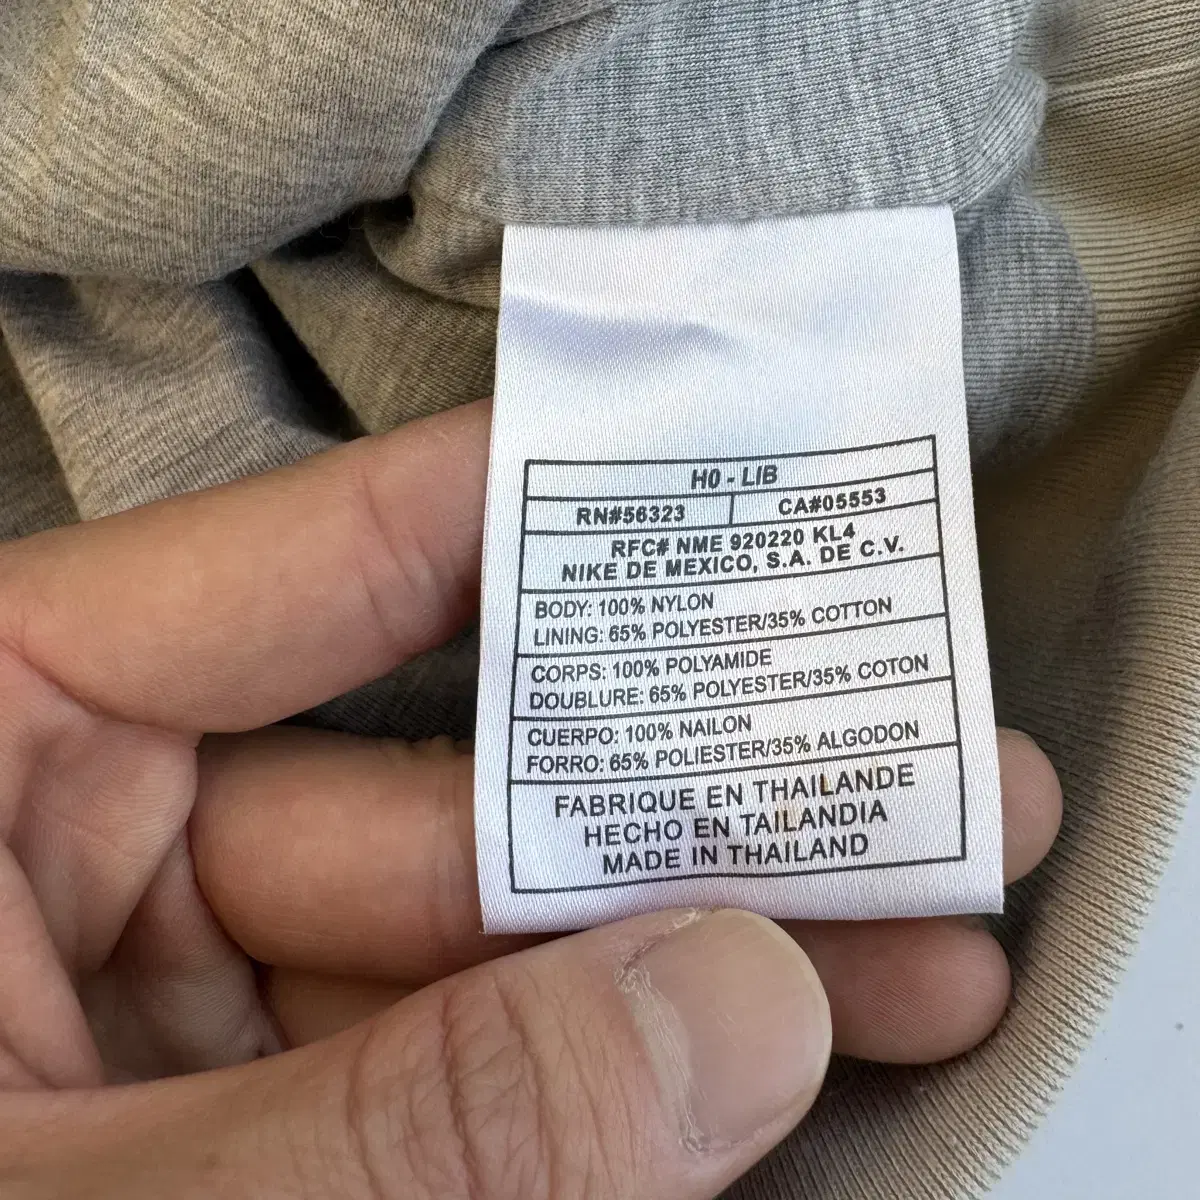 H0 - LIB
RN#56323 CA#05553
RFC# NME 920220 KL4
NIKE DE MEXICO, S.A. DE C.V.
BODY: 100% NYLON
LINING: 65% POLYESTER/35% COTTON
CORPS: 100% POLYAMIDE
DOUBLURE: 65% POLYESTER/35% COTON
CUERPO: 100% NAILON
FORRO: 65% POLIESTER/35% ALGODON
FABRIQUE EN THAILANDE
HECHO EN TAILANDIA
MADE IN THAILAND